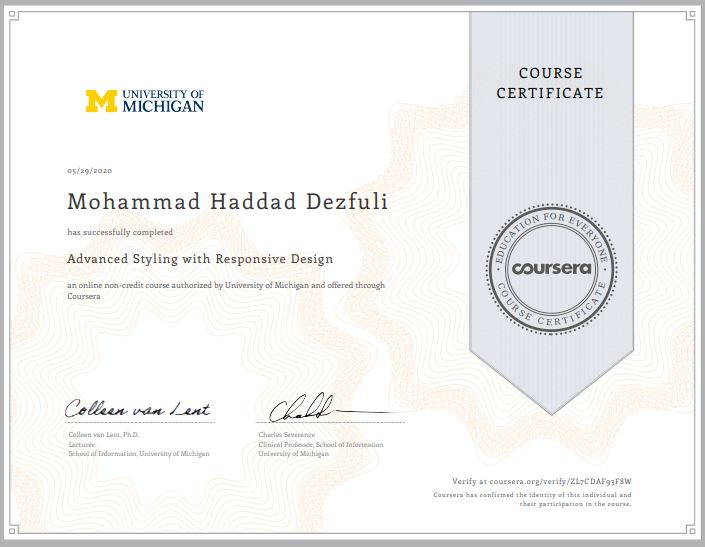 UNIVERSITY OF
MICHIGAN
COURSE
CERTIFICATE
05/29/2020
Mohammad Haddad Dezfuli
has successfully completed
Advanced Styling with Responsive Design
an online non-credit course authorized by University of Michigan and offered through
Coursera
EDUCATION FOR EVERYONE
coursera
COURSE CERTIFICATE
Colleen van Lent
Colleen van Lent, Ph.D.
Lecturer
School of Information, University of Michigan
Charles Severance
Clinical Professor, School of Information
University of Michigan
Verify at coursera.org/verify/ZL7CDAF93F8W
Coursera has confirmed the identity of this individual and
their participation in the course.